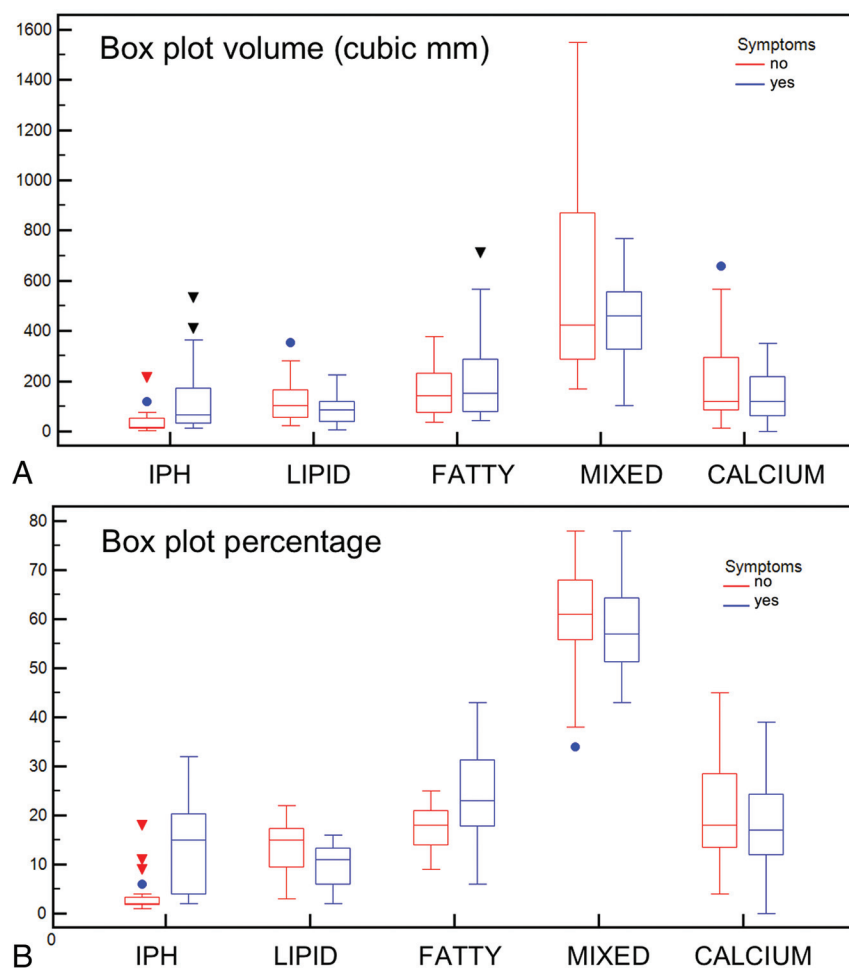 Box plot volume (cubic mm)
Symptoms
no
yes
1600
1400
1200
1000
800
600
400
200
0
A
IPH LIPID FATTY MIXED CALCIUM
Box plot percentage
Symptoms
no
yes
80
70
60
50
40
30
20
10
0
0
B
IPH LIPID FATTY MIXED CALCIUM